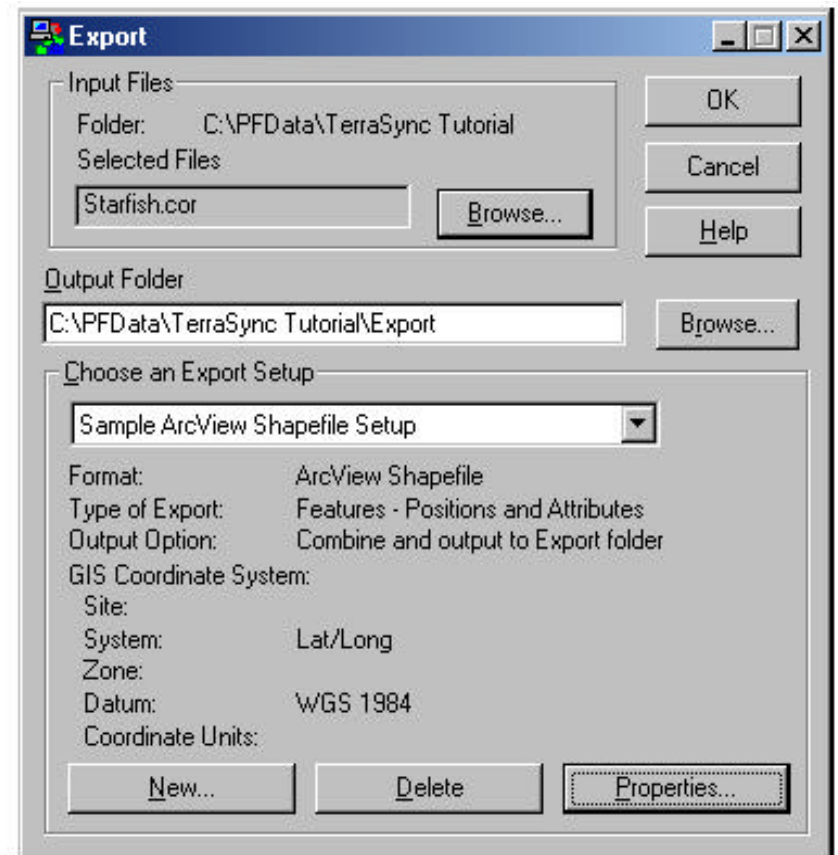 Export
Input Files
Folder: C:\PFData\TerraSync Tutorial
Selected Files
Starfish.cor
Browse...
OK
Cancel
Help
Output Folder
C:\PFData\TerraSync Tutorial\Export
Browse...
Choose an Export Setup
Sample ArcView Shapefile Setup
Format: ArcView Shapefile
Type of Export: Features - Positions and Attributes
Output Option: Combine and output to Export folder
GIS Coordinate System:
Site:
System: Lat/Long
Zone:
Datum: WGS 1984
Coordinate Units:
New...
Delete
Properties...